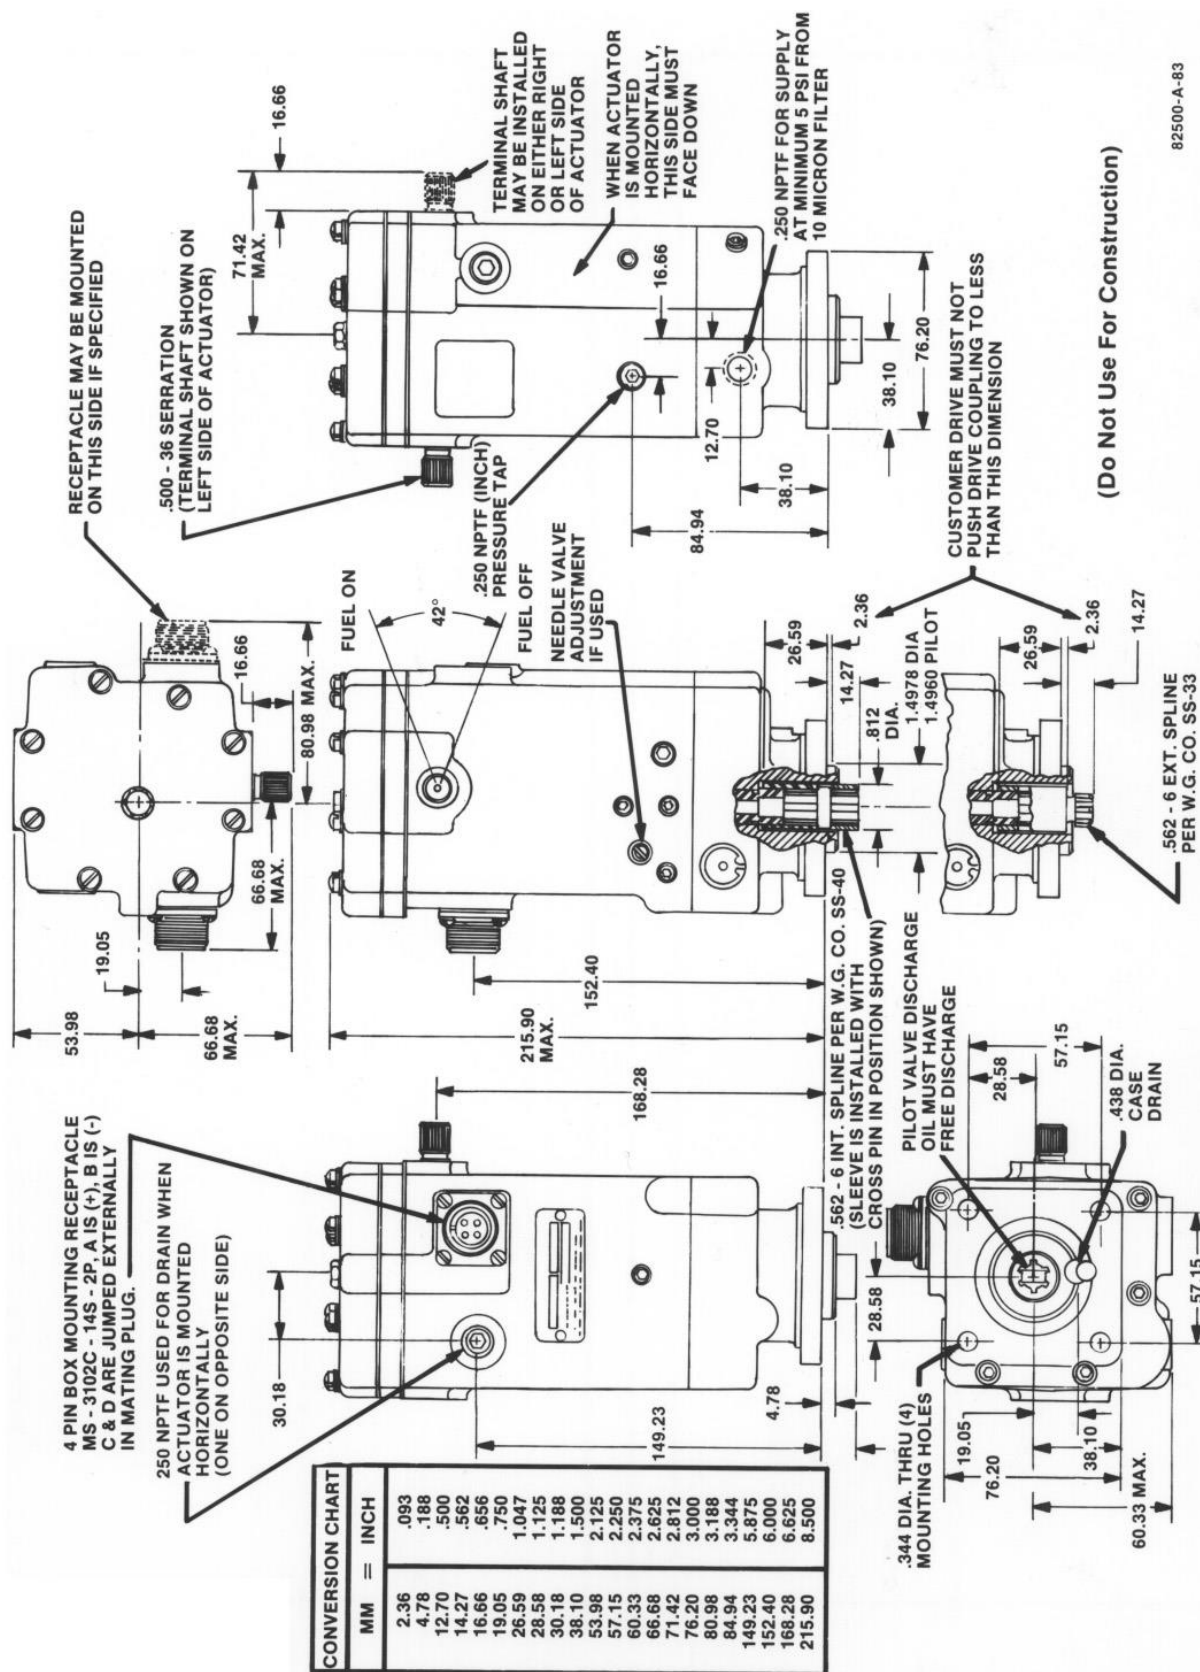 4 PIN BOX MOUNTING RECEPTACLE
MS - 3102C - 14S - 2P, A IS (+), B IS (-)
C & D ARE JUMPED EXTERNALLY
IN MATING PLUG.
250 NPTF USED FOR DRAIN WHEN
ACTUATOR IS MOUNTED
HORIZONTALLY
(ONE ON OPPOSITE SIDE)
30.18
149.23
4.78
168.28
53.98
19.05
66.68
MAX.
66.68
MAX.
80.98 MAX.
16.66
RECEPTACLE MAY BE MOUNTED
ON THIS SIDE IF SPECIFIED
.500 - 36 SERRATION
(TERMINAL SHAFT SHOWN ON
LEFT SIDE OF ACTUATOR)
71.42
MAX.
16.66
TERMINAL SHAFT
MAY BE INSTALLED
ON EITHER RIGHT
OR LEFT SIDE
OF ACTUATOR
WHEN ACTUATOR
IS MOUNTED
HORIZONTALLY,
THIS SIDE MUST
FACE DOWN
.250 NPTF FOR SUPPLY
AT MINIMUM 5 PSI FROM
10 MICRON FILTER
16.66
12.70
38.10
84.94
38.10
76.20
.250 NPTF (INCH)
PRESSURE TAP
FUEL ON
42°
FUEL OFF
NEEDLE VALVE
ADJUSTMENT
IF USED
215.90
MAX.
152.40
26.59
2.36
14.27
.812
DIA.
1.4978 DIA
1.4960 PILOT
CUSTOMER DRIVE MUST NOT
PUSH DRIVE COUPLING TO LESS
THAN THIS DIMENSION
26.59
2.36
14.27
.562 - 6 EXT. SPLINE
PER W.G. CO. SS-33
.562 - 6 INT. SPLINE PER W.G. CO. SS-40
(SLEEVE IS INSTALLED WITH
CROSS PIN IN POSITION SHOWN)
PILOT VALVE DISCHARGE
OIL MUST HAVE
FREE DISCHARGE
28.58
57.15
.438 DIA.
CASE
DRAIN
28.58
57.15
.344 DIA. THRU (4)
MOUNTING HOLES
19.05
76.20
38.10
60.33 MAX.
CONVERSION CHART
MM = INCH
2.36 .093
4.78 .188
12.70 .500
14.27 .562
16.66 .656
19.05 .750
26.59 1.047
28.58 1.125
30.18 1.188
38.10 1.500
53.98 2.125
57.15 2.250
60.33 2.375
66.68 2.625
71.42 2.812
76.20 3.000
80.98 3.188
84.94 3.344
149.23 5.875
152.40 6.000
168.28 6.625
215.90 8.500
(Do Not Use For Construction)
82500-A-83